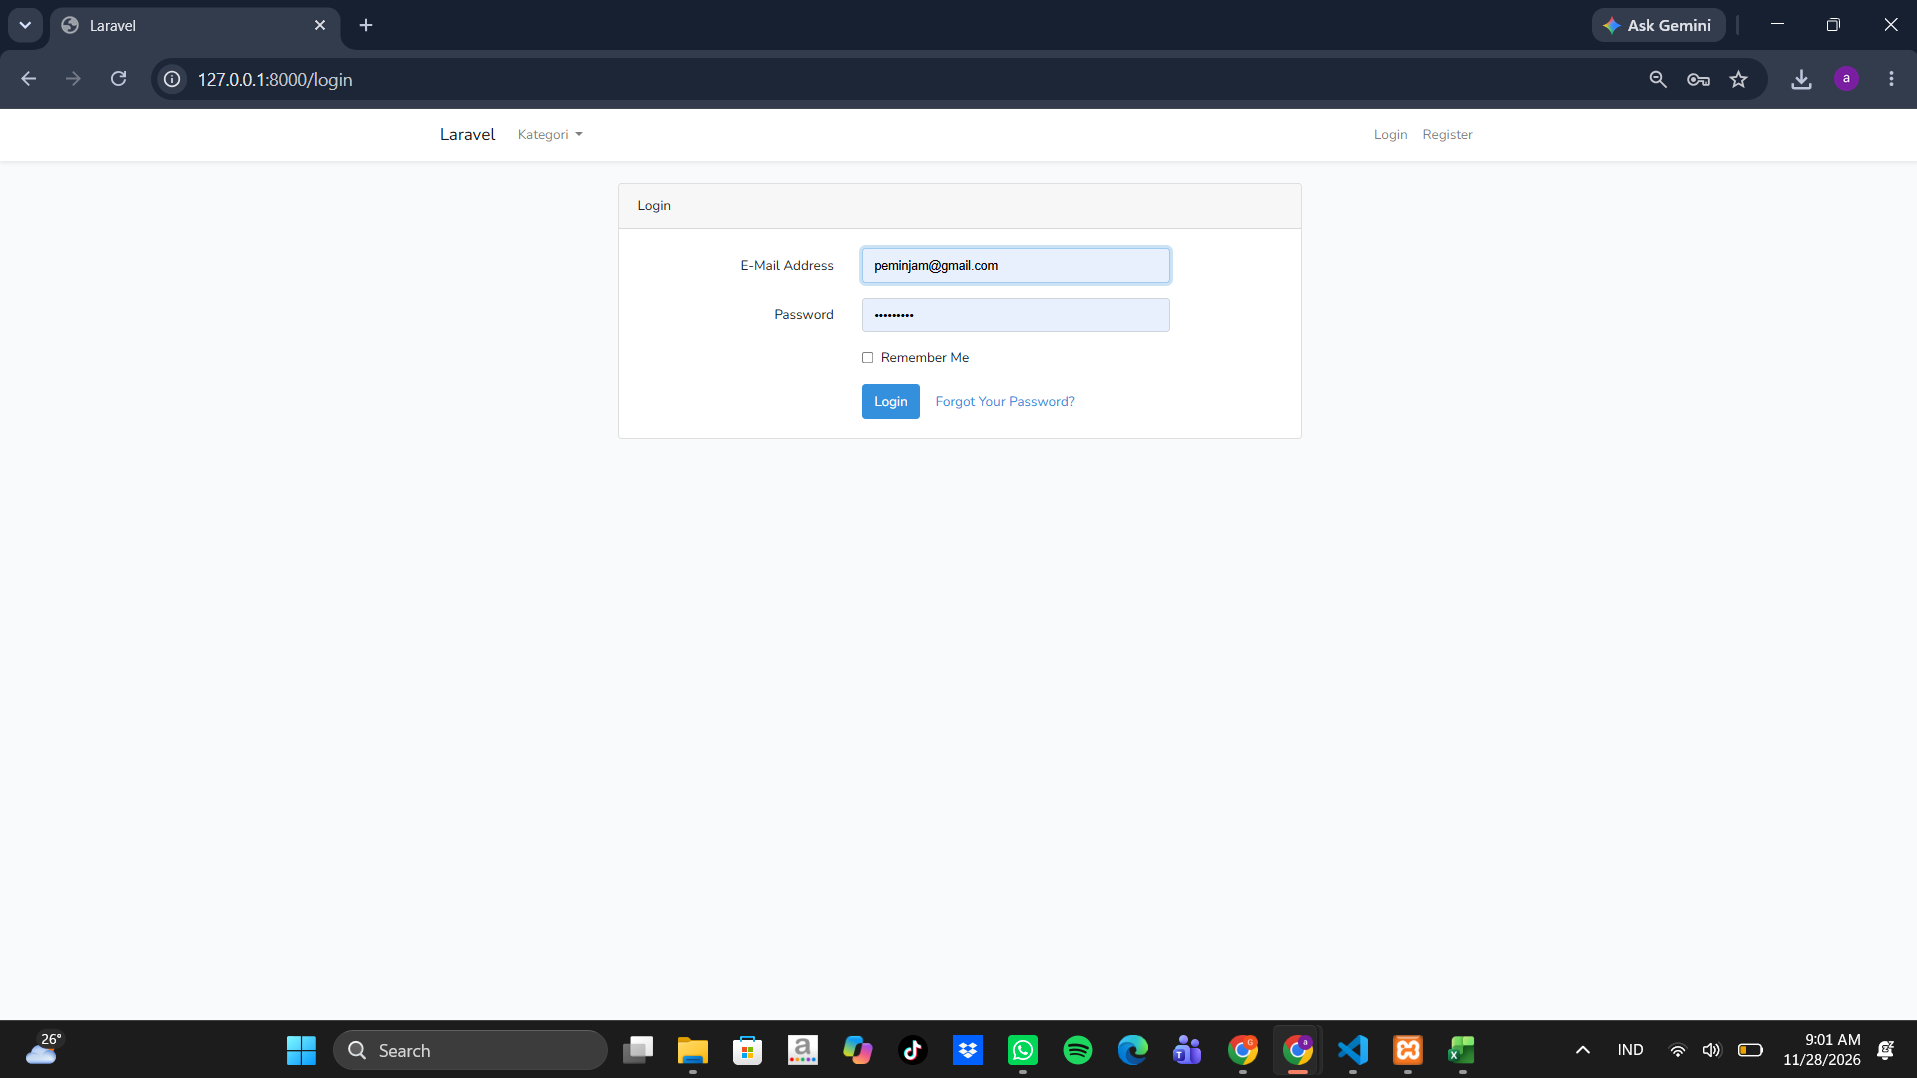 Laravel
Ask Gemini
127.0.0.1:8000/login
a
Laravel
Kategori
Login
Register
Login
E-Mail Address
peminjam@gmail.com
Password
•••••••••
Remember Me
Login
Forgot Your Password?
26°
Search
IND
9:01 AM
11/28/2026